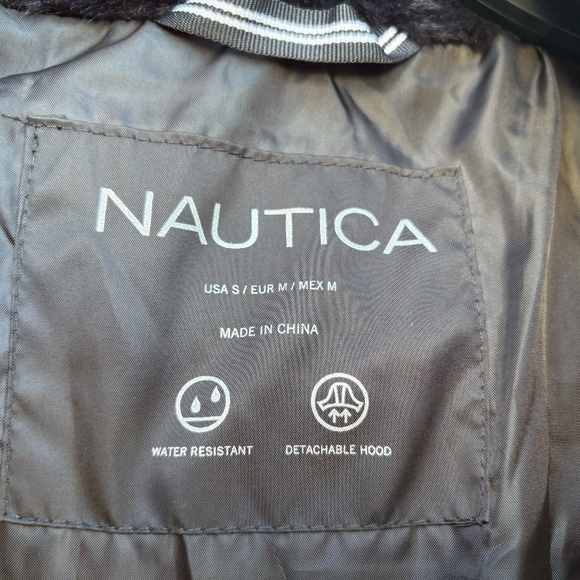 NAUTICA
USA S / EUR M / MEX M
MADE IN CHINA
WATER RESISTANT
DETACHABLE HOOD